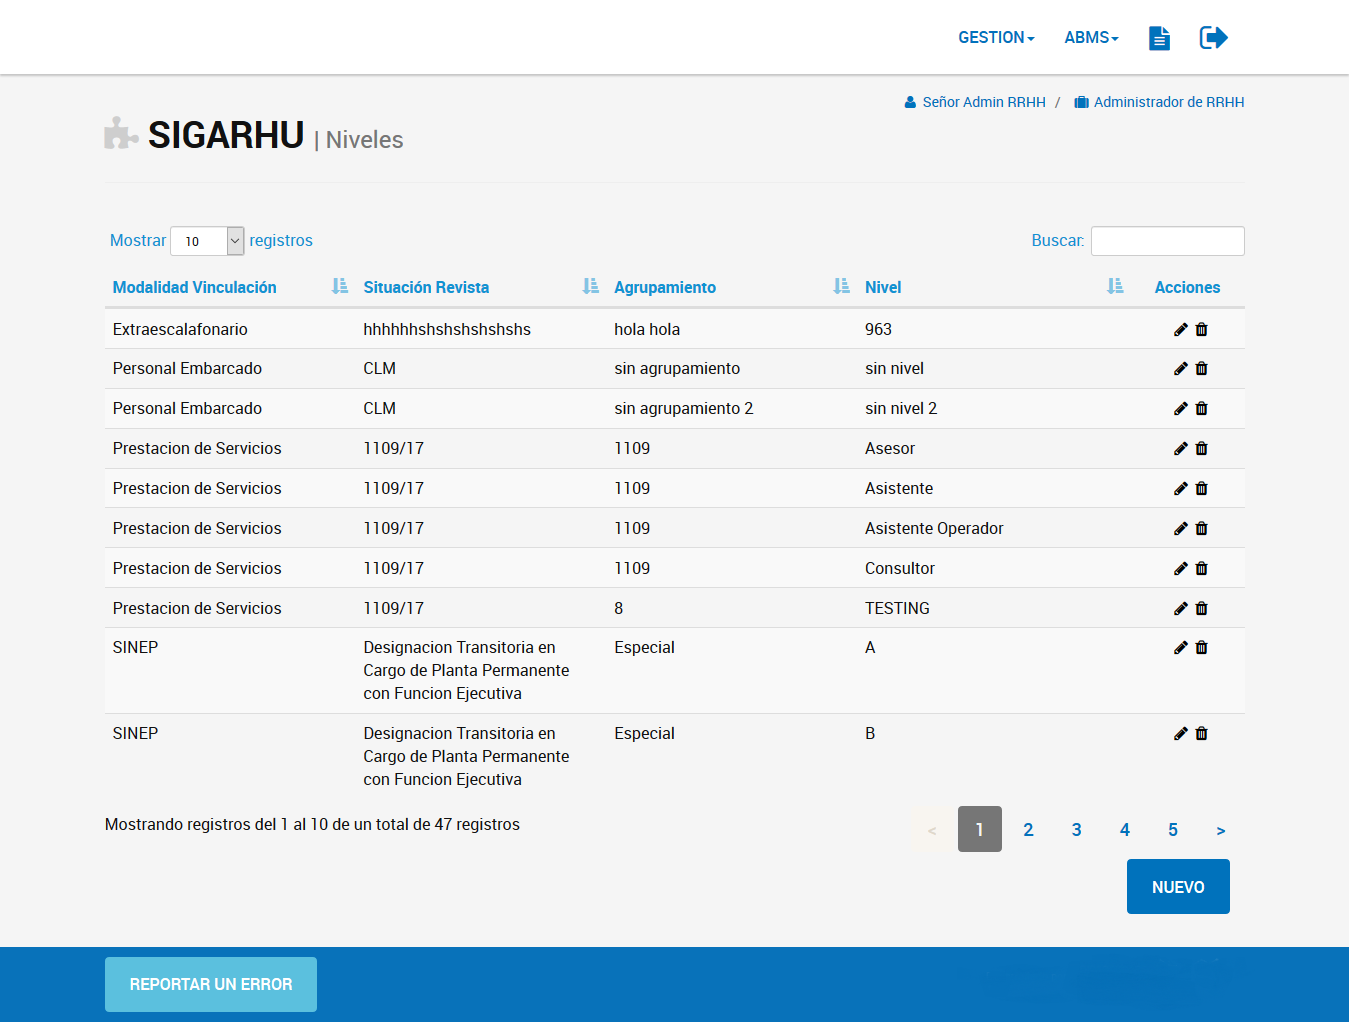 GESTION ABMS
Señor Admin RRHH / Administrador de RRHH
SIGARHU | Niveles
Mostrar 10 registros Buscar:
Modalidad Vinculación Situación Revista Agrupamiento Nivel Acciones
Extraescalafonario hhhhhhshshshshshshs hola hola 963
Personal Embarcado CLM sin agrupamiento sin nivel
Personal Embarcado CLM sin agrupamiento 2 sin nivel 2
Prestacion de Servicios 1109/17 1109 Asesor
Prestacion de Servicios 1109/17 1109 Asistente
Prestacion de Servicios 1109/17 1109 Asistente Operador
Prestacion de Servicios 1109/17 1109 Consultor
Prestacion de Servicios 1109/17 8 TESTING
SINEP Designacion Transitoria en Especial A
Cargo de Planta Permanente
con Funcion Ejecutiva
SINEP Designacion Transitoria en Especial B
Cargo de Planta Permanente
con Funcion Ejecutiva
Mostrando registros del 1 al 10 de un total de 47 registros < 1 2 3 4 5 >
NUEVO
REPORTAR UN ERROR